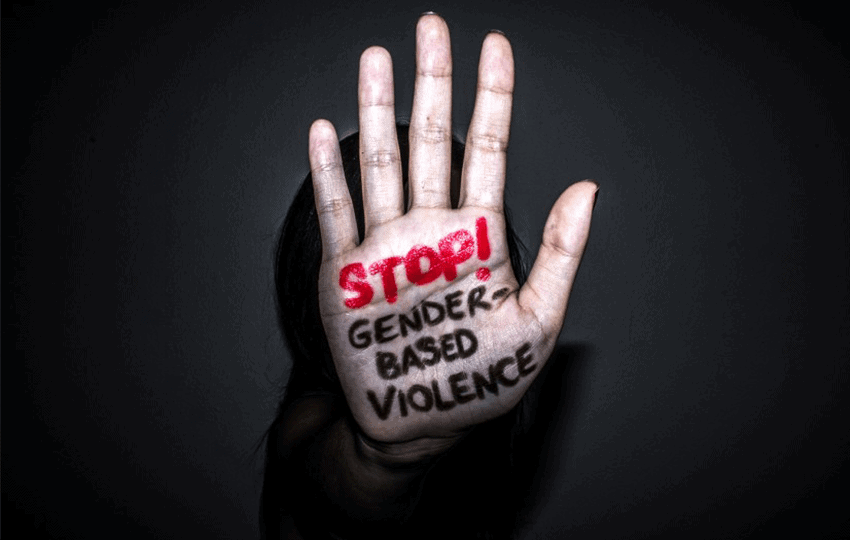 STOP!
GENDER-
BASED
VIOLENCE